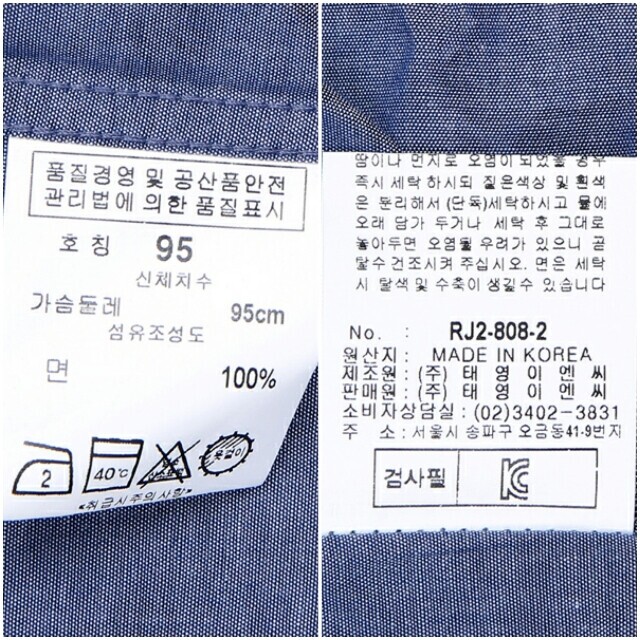 품질경영 및 공산품안전
관리법에 의한 품질표시
호 칭 95
신체치수
가슴둘레 95cm
섬유조성도
면 100%
2
40℃
옷걸이
<취급시주의사항>
땀이나 먼지로 오염이 되었을 경우
즉시 세탁 하시되 짙은색상 및 흰색
은 분리해서 (단독)세탁하시고 물에
오래 담가 두거나 세탁 후 그대로
놓아두면 오염될 우려가 있으니 곧
탈수건조시켜 주십시오. 면은 세탁
시 탈색 및 수축이 생길수 있습니다
No. : RJ2-808-2
원산지 : MADE IN KOREA
제조원 : (주) 태영이엔씨
판매원 : (주) 태영이엔씨
소비자상담실 : (02)3402-3831
주 소 : 서울시 송파구 오금동41-9번지
검사필 KC